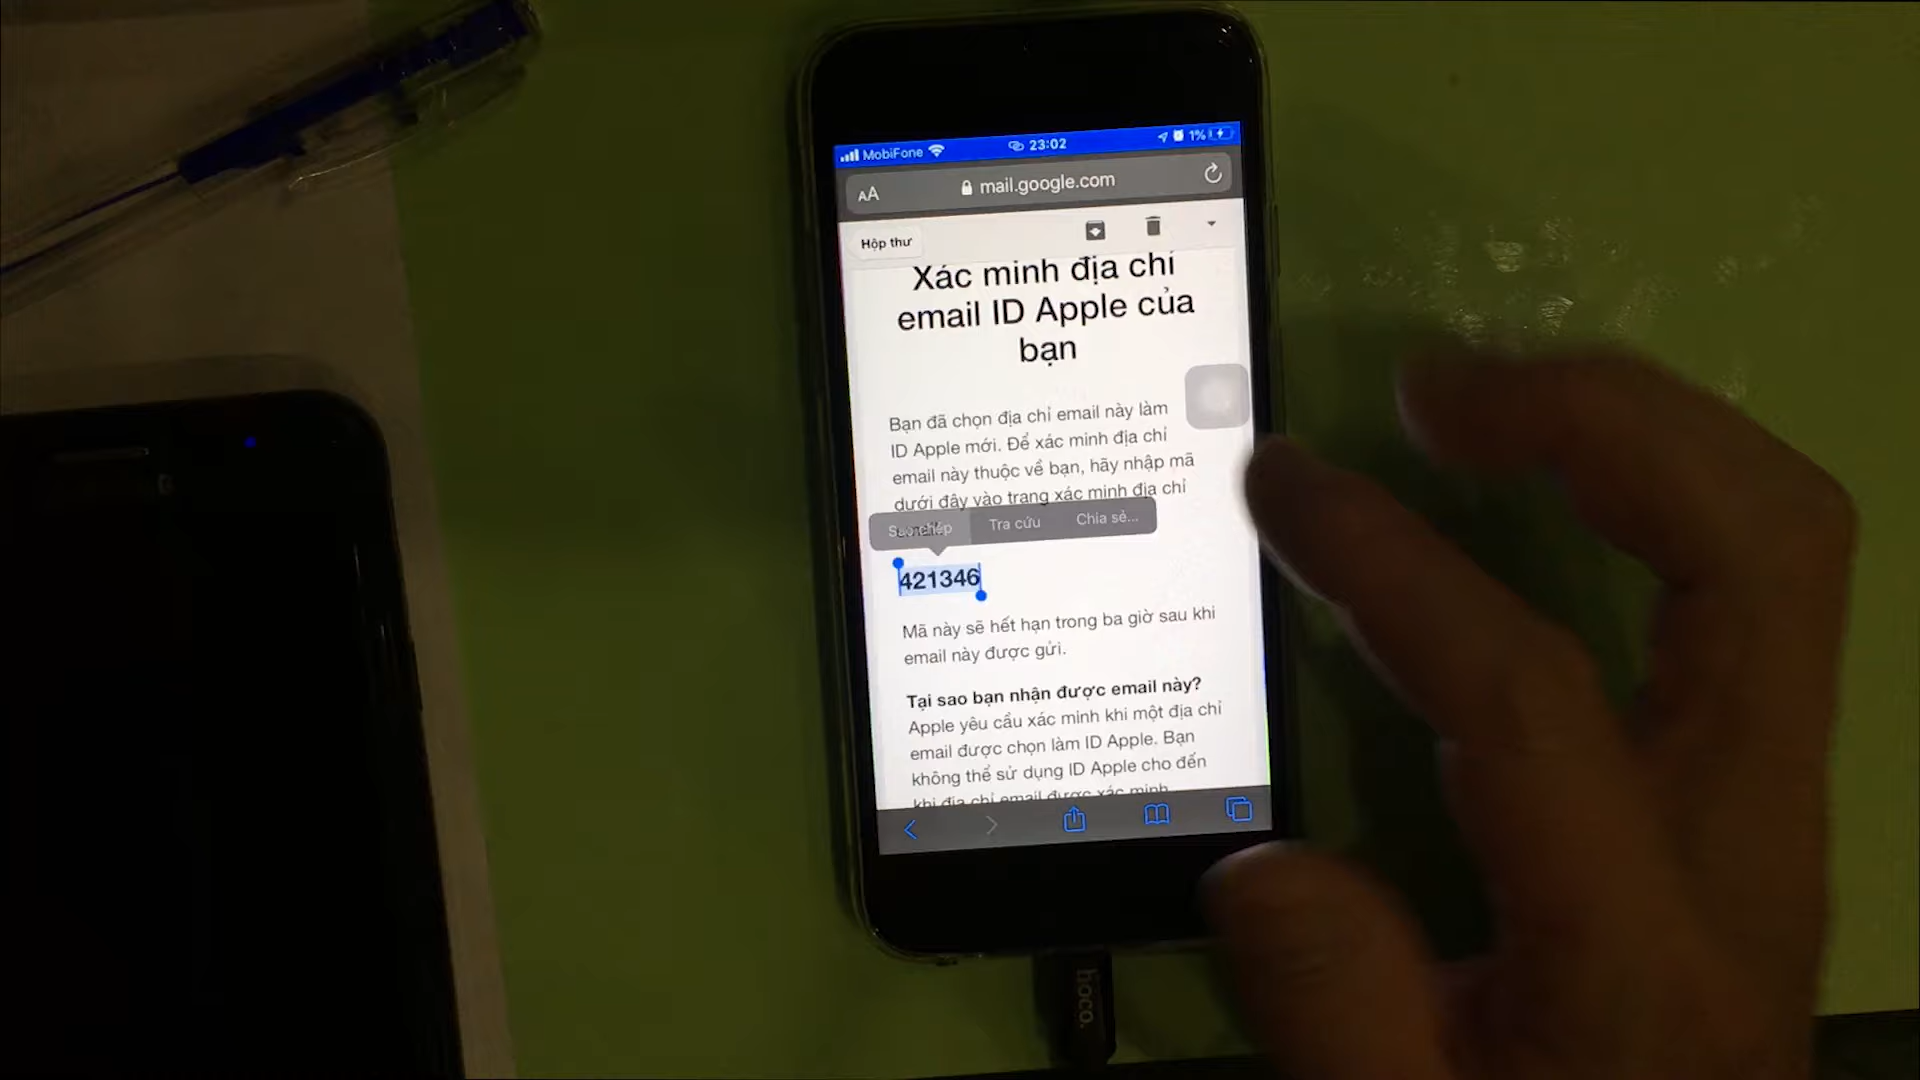 MobiFone 23:02 1%
AA mail.google.com
Hộp thư
Xác minh địa chỉ
email ID Apple của
bạn
Bạn đã chọn địa chỉ email này làm
ID Apple mới. Để xác minh địa chỉ
email này thuộc về bạn, hãy nhập mã
dưới đây vào trang xác minh địa chỉ
Sao chép Tra cứu Chia sẻ...
421346
Mã này sẽ hết hạn trong ba giờ sau khi
email này được gửi.
Tại sao bạn nhận được email này?
Apple yêu cầu xác minh khi một địa chỉ
email được chọn làm ID Apple. Bạn
không thể sử dụng ID Apple cho đến
khi địa chỉ email được xác minh
hoco.